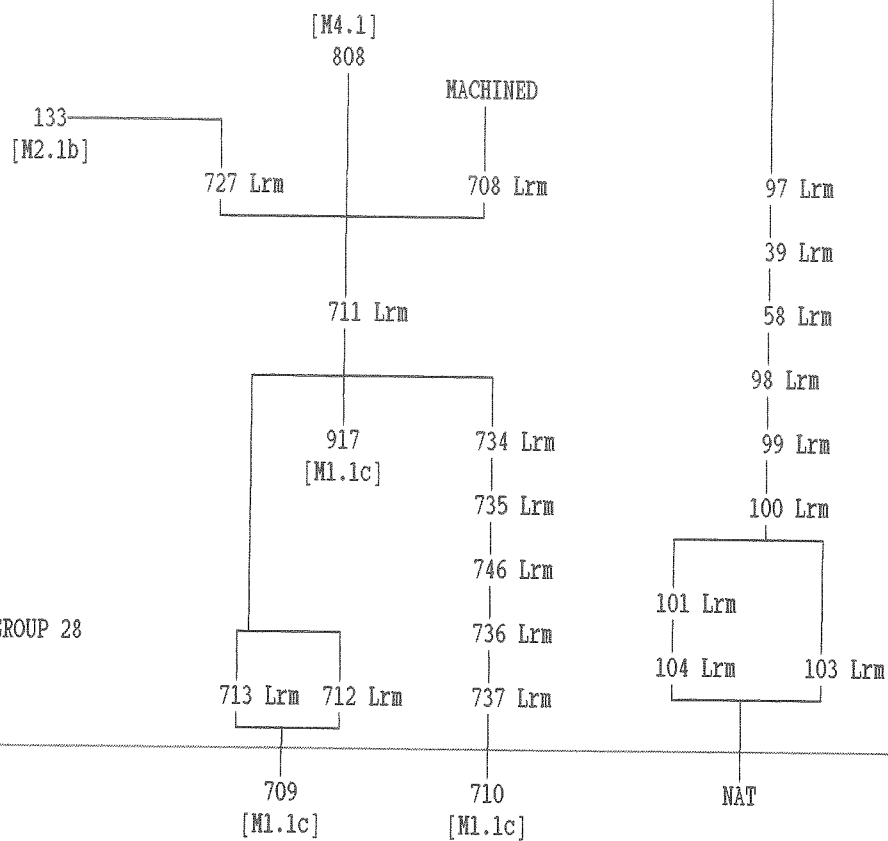 [M4.1]
808
MACHINED
133
[M2.1b]
727 Lrm
708 Lrm
97 Lrm
39 Lrm
711 Lrm
58 Lrm
98 Lrm
917
[M1.1c]
734 Lrm
99 Lrm
735 Lrm
100 Lrm
746 Lrm
101 Lrm
GROUP 28
736 Lrm
104 Lrm
103 Lrm
713 Lrm
712 Lrm
737 Lrm
709
[M1.1c]
710
[M1.1c]
NAT